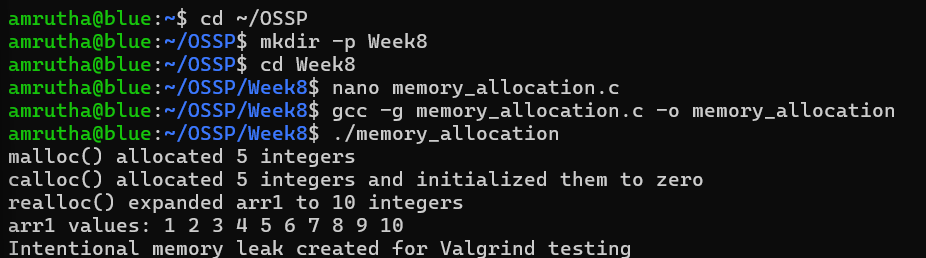 amrutha@blue:~$ cd ~/OSSP
amrutha@blue:~/OSSP$ mkdir -p Week8
amrutha@blue:~/OSSP$ cd Week8
amrutha@blue:~/OSSP/Week8$ nano memory_allocation.c
amrutha@blue:~/OSSP/Week8$ gcc -g memory_allocation.c -o memory_allocation
amrutha@blue:~/OSSP/Week8$ ./memory_allocation
malloc() allocated 5 integers
calloc() allocated 5 integers and initialized them to zero
realloc() expanded arr1 to 10 integers
arr1 values: 1 2 3 4 5 6 7 8 9 10
Intentional memory leak created for Valgrind testing